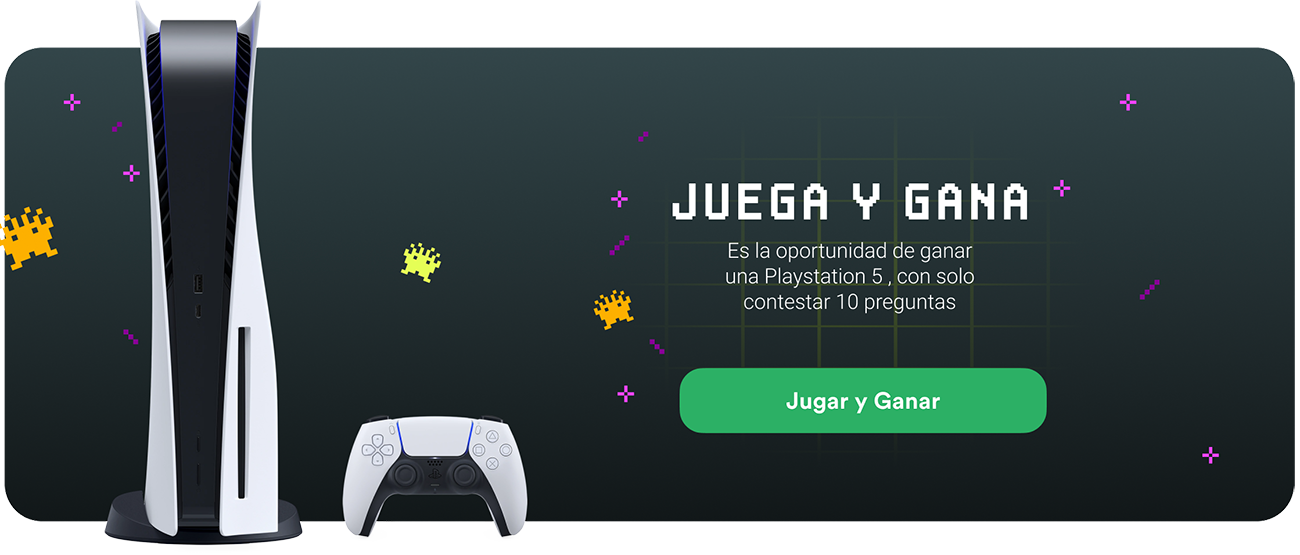 JUEGA Y GANA
Es la oportunidad de ganar
una Playstation 5 , con solo
contestar 10 preguntas
Jugar y Ganar